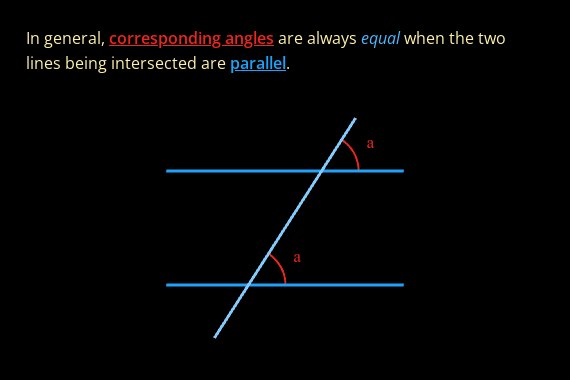 In general, corresponding angles are always equal when the two
lines being intersected are parallel.
a
a